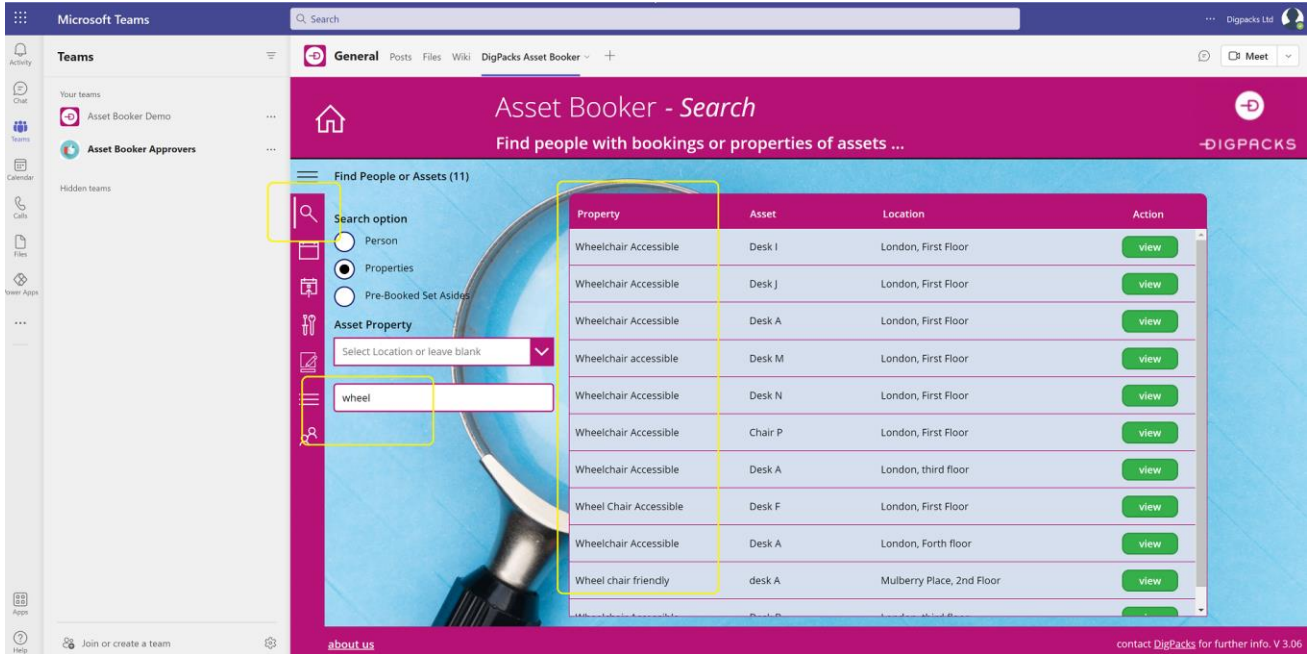 Microsoft Teams
Search
Digpacks Ltd
Activity
Chat
Teams
Calendar
Calls
Files
Power Apps
Apps
Help
Teams
Your teams
Asset Booker Demo
Asset Booker Approvers
Hidden teams
Join or create a team
General Posts Files Wiki DigPacks Asset Booker
Meet
Asset Booker - Search
Find people with bookings or properties of assets ...
DIGPACKS
Find People or Assets (11)
Search option
Person
Properties
Pre-Booked Set Asides
Asset Property
Select Location or leave blank
wheel
Property Asset Location Action
Wheelchair Accessible Desk I London, First Floor view
Wheelchair Accessible Desk J London, First Floor view
Wheelchair Accessible Desk A London, First Floor view
Wheelchair accessible Desk M London, First Floor view
Wheelchair Accessible Desk N London, First Floor view
Wheelchair Accessible Chair P London, First Floor view
Wheelchair Accessible Desk A London, third floor view
Wheel Chair Accessible Desk F London, First Floor view
Wheelchair Accessible Desk A London, Forth floor view
Wheel chair friendly desk A Mulberry Place, 2nd Floor view
about us
contact DigPacks for further info. V 3.06